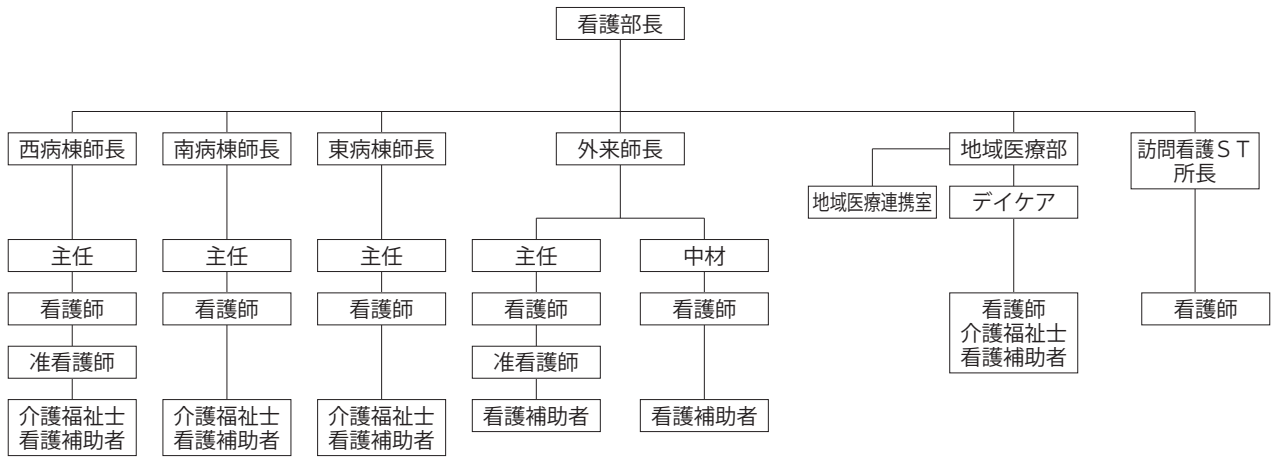 看護部長
西病棟師長
南病棟師長
東病棟師長
外来師長
地域医療部
訪問看護ＳＴ
所長
地域医療連携室
デイケア
主任
主任
主任
主任
中材
看護師
看護師
看護師
看護師
看護師
看護師
介護福祉士
看護補助者
看護師
准看護師
准看護師
介護福祉士
看護補助者
介護福祉士
看護補助者
介護福祉士
看護補助者
看護補助者
看護補助者